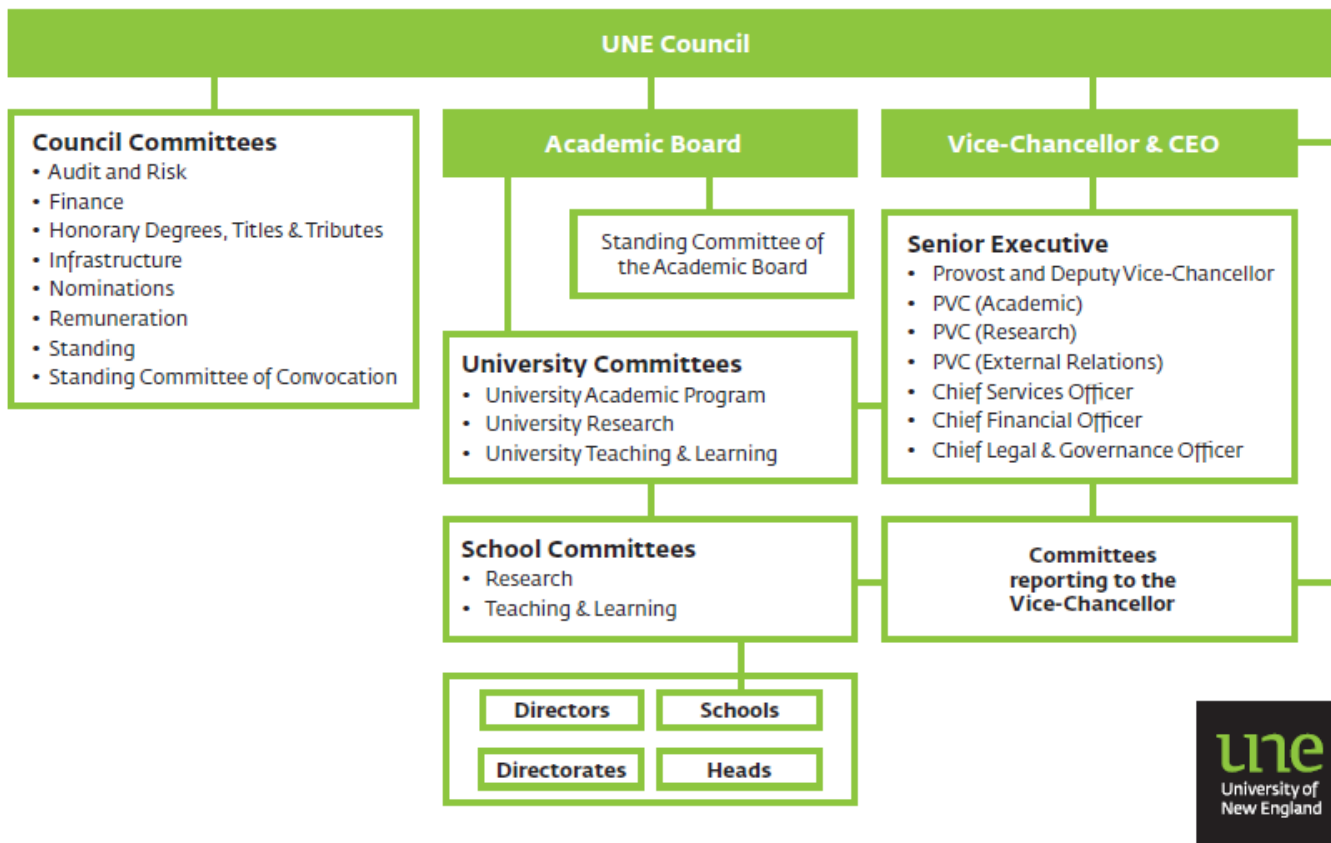 UNE Council
Council Committees
• Audit and Risk
• Finance
• Honorary Degrees, Titles & Tributes
• Infrastructure
• Nominations
• Remuneration
• Standing
• Standing Committee of Convocation
Academic Board
Standing Committee of
the Academic Board
University Committees
• University Academic Program
• University Research
• University Teaching & Learning
School Committees
• Research
• Teaching & Learning
Directors
Schools
Directorates
Heads
Vice-Chancellor & CEO
Senior Executive
• Provost and Deputy Vice-Chancellor
• PVC (Academic)
• PVC (Research)
• PVC (External Relations)
• Chief Services Officer
• Chief Financial Officer
• Chief Legal & Governance Officer
Committees
reporting to the
Vice-Chancellor
une
University of
New England